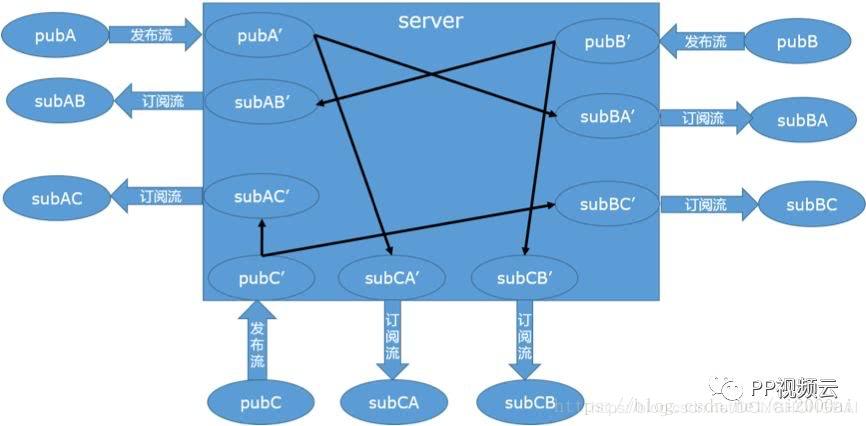 server
pubA
发布流
pubA′
pubB′
发布流
pubB
subAB
订阅流
subAB′
subBA′
订阅流
subBA
subAC
订阅流
subAC′
subBC′
订阅流
subBC
pubC′
subCA′
subCB′
发布流
订阅流
订阅流
pubC
subCA
subCB
PP视频云
https://blog.csdn.net/ai2000ai